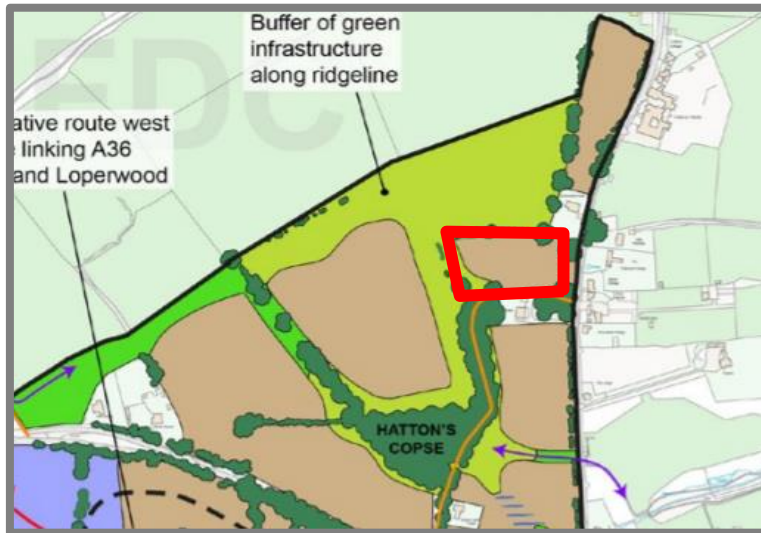 Buffer of green
infrastructure
along ridgeline
ative route west
linking A36
and Loperwood
HATTON'S
COPSE